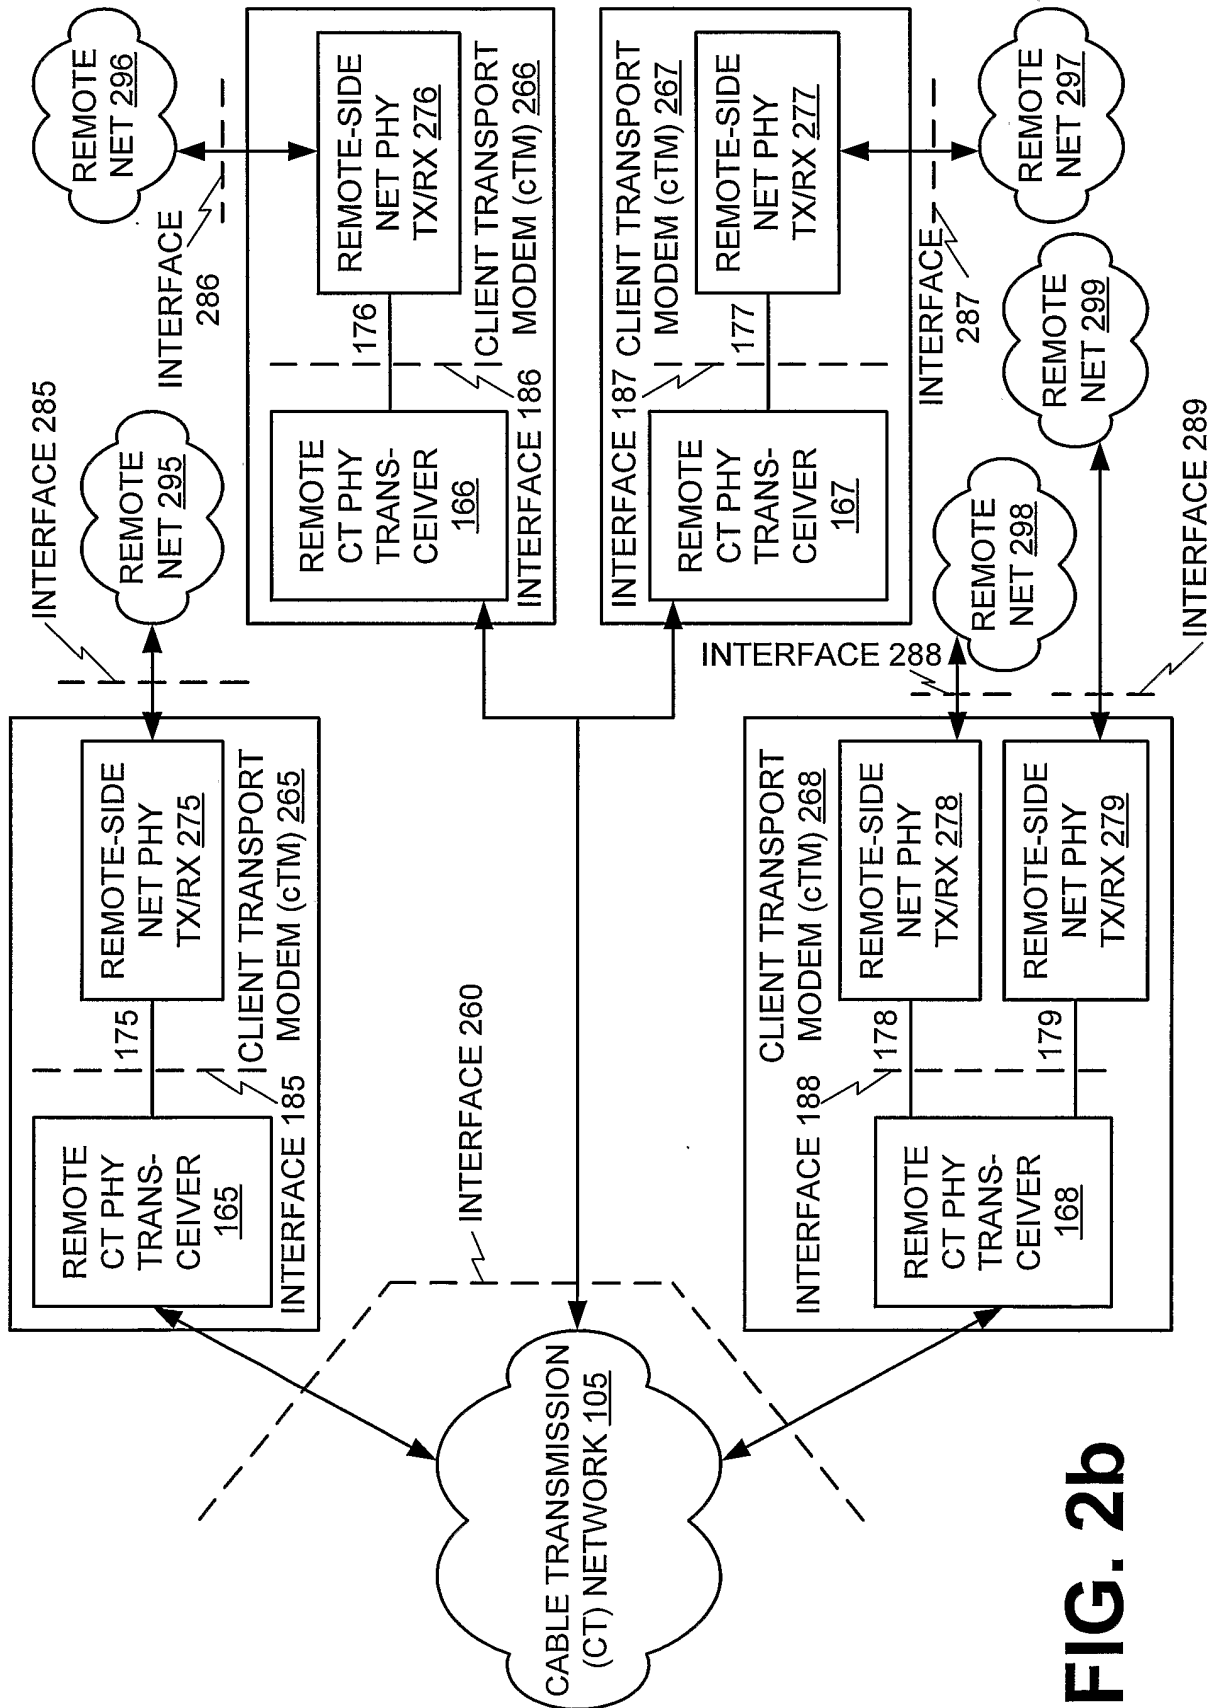 REMOTE
CT PHY
TRANS-
CEIVER
165
INTERFACE 185
175
REMOTE-SIDE
NET PHY
TX/RX 275
CLIENT TRANSPORT
MODEM (cTM) 265
INTERFACE 285
REMOTE
NET 295
INTERFACE
286
REMOTE
NET 296
REMOTE
CT PHY
TRANS-
CEIVER
166
INTERFACE 186
176
REMOTE-SIDE
NET PHY
TX/RX 276
CLIENT TRANSPORT
MODEM (cTM) 266
INTERFACE 260
CABLE TRANSMISSION
(CT) NETWORK 105
INTERFACE 187
REMOTE
CT PHY
TRANS-
CEIVER
167
177
CLIENT TRANSPORT
MODEM (cTM) 267
REMOTE-SIDE
NET PHY
TX/RX 277
INTERFACE
287
REMOTE
NET 297
INTERFACE 288
REMOTE
NET 298
REMOTE
NET 299
CLIENT TRANSPORT
MODEM (cTM) 268
INTERFACE 188
178
REMOTE-SIDE
NET PHY
TX/RX 278
REMOTE
CT PHY
TRANS-
CEIVER
168
179
REMOTE-SIDE
NET PHY
TX/RX 279
INTERFACE 289
FIG. 2b